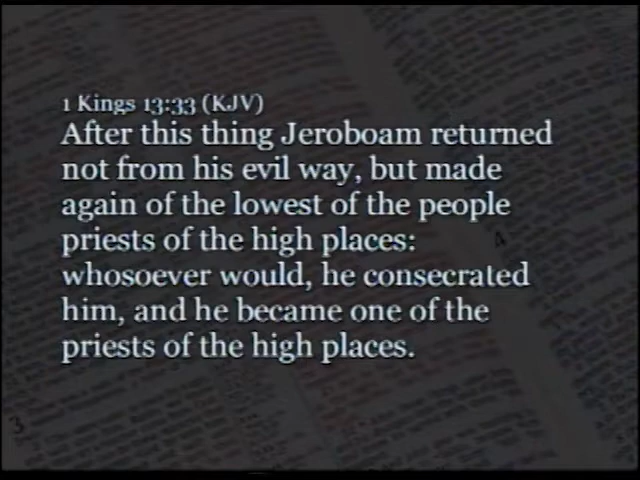 1 Kings 13:33 (KJV)
After this thing Jeroboam returned
not from his evil way, but made
again of the lowest of the people
priests of the high places:
whosoever would, he consecrated
him, and he became one of the
priests of the high places.